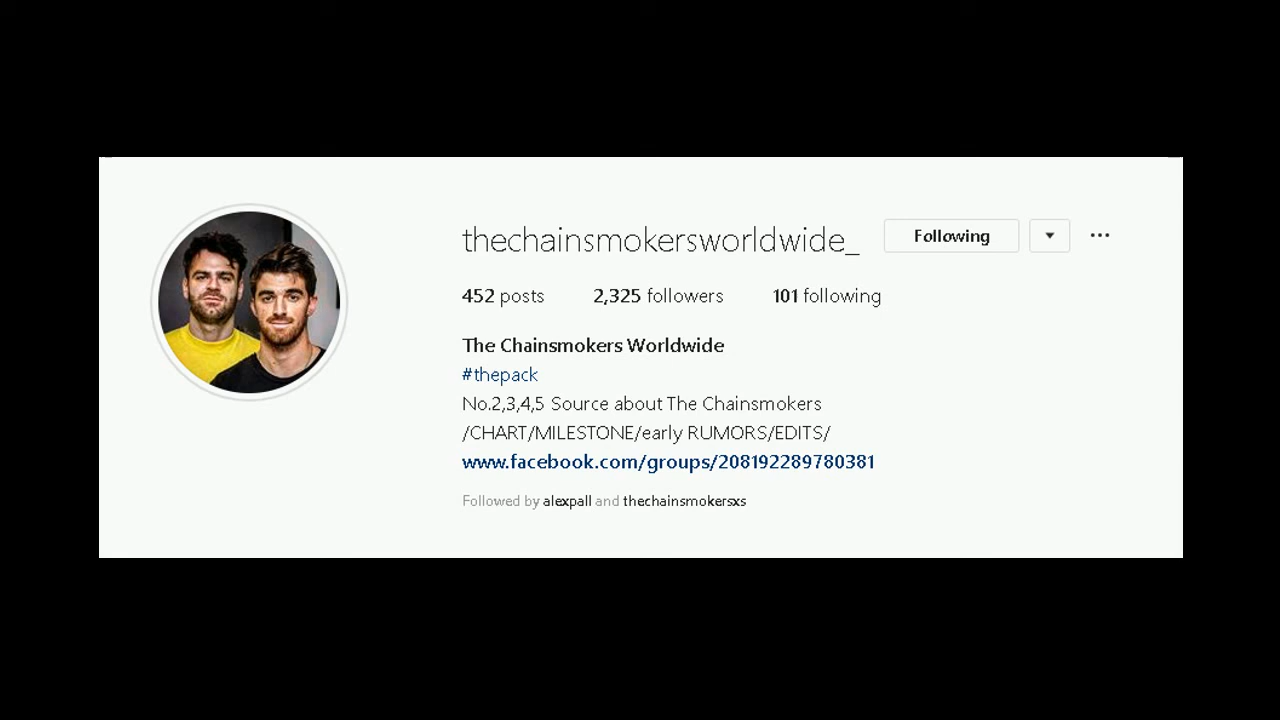 thechainsmokersworldwide_ Following
452 posts 2,325 followers 101 following
The Chainsmokers Worldwide
#thepack
No.2,3,4,5 Source about The Chainsmokers
/CHART/MILESTONE/early RUMORS/EDITS/
www.facebook.com/groups/208192289780381
Followed by alexpall and thechainsmokersxs